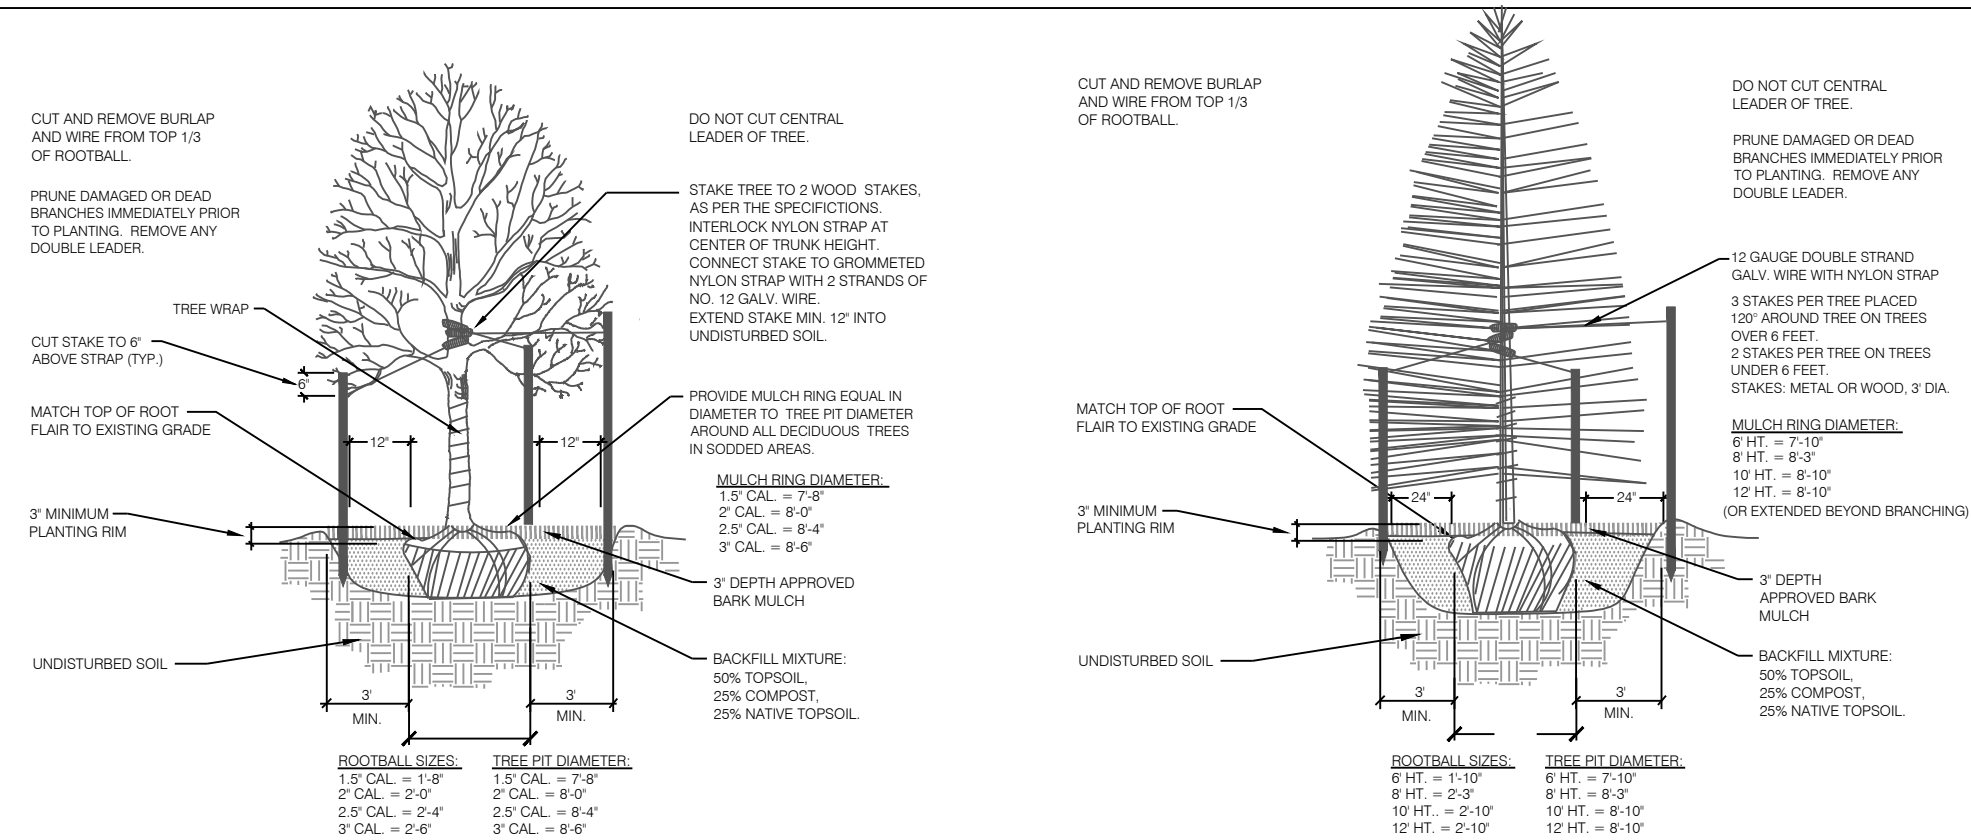 CUT AND REMOVE BURLAP
AND WIRE FROM TOP 1/3
OF ROOTBALL.
PRUNE DAMAGED OR DEAD
BRANCHES IMMEDIATELY PRIOR
TO PLANTING. REMOVE ANY
DOUBLE LEADER.
TREE WRAP
CUT STAKE TO 6"
ABOVE STRAP (TYP.)
6"
MATCH TOP OF ROOT
FLAIR TO EXISTING GRADE
12"
12"
3" MINIMUM
PLANTING RIM
UNDISTURBED SOIL
DO NOT CUT CENTRAL
LEADER OF TREE.
STAKE TREE TO 2 WOOD STAKES,
AS PER THE SPECIFICTIONS.
INTERLOCK NYLON STRAP AT
CENTER OF TRUNK HEIGHT.
CONNECT STAKE TO GROMMETED
NYLON STRAP WITH 2 STRANDS OF
NO. 12 GALV. WIRE.
EXTEND STAKE MIN. 12" INTO
UNDISTURBED SOIL.
PROVIDE MULCH RING EQUAL IN
DIAMETER TO TREE PIT DIAMETER
AROUND ALL DECIDUOUS TREES
IN SODDED AREAS.
MULCH RING DIAMETER:
1.5" CAL. = 7'-8"
2" CAL. = 8'-0"
2.5" CAL. = 8'-4"
3" CAL. = 8'-6"
3" DEPTH APPROVED
BARK MULCH
BACKFILL MIXTURE:
50% TOPSOIL,
25% COMPOST,
25% NATIVE TOPSOIL.
3'
MIN.
3'
MIN.
ROOTBALL SIZES:
1.5" CAL. = 1'-8"
2" CAL. = 2'-0"
2.5" CAL. = 2'-4"
3" CAL. = 2'-6"
TREE PIT DIAMETER:
1.5" CAL. = 7'-8"
2" CAL. = 8'-0"
2.5" CAL. = 8'-4"
3" CAL. = 8'-6"
CUT AND REMOVE BURLAP
AND WIRE FROM TOP 1/3
OF ROOTBALL.
MATCH TOP OF ROOT
FLAIR TO EXISTING GRADE
24"
24"
3" MINIMUM
PLANTING RIM
UNDISTURBED SOIL
DO NOT CUT CENTRAL
LEADER OF TREE.
PRUNE DAMAGED OR DEAD
BRANCHES IMMEDIATELY PRIOR
TO PLANTING. REMOVE ANY
DOUBLE LEADER.
12 GAUGE DOUBLE STRAND
GALV. WIRE WITH NYLON STRAP
3 STAKES PER TREE PLACED
120° AROUND TREE ON TREES
OVER 6 FEET.
2 STAKES PER TREE ON TREES
UNDER 6 FEET.
STAKES: METAL OR WOOD, 3' DIA.
MULCH RING DIAMETER:
6' HT. = 7'-10"
8' HT. = 8'-3"
10' HT. = 8'-10"
12' HT. = 8'-10"
(OR EXTENDED BEYOND BRANCHING)
3" DEPTH
APPROVED BARK
MULCH
BACKFILL MIXTURE:
50% TOPSOIL,
25% COMPOST,
25% NATIVE TOPSOIL.
3'
MIN.
3'
MIN.
ROOTBALL SIZES:
6' HT. = 1'-10"
8' HT. = 2'-3"
10' HT.. = 2'-10"
12' HT. = 2'-10"
TREE PIT DIAMETER:
6' HT. = 7'-10"
8' HT. = 8'-3"
10' HT. = 8'-10"
12' HT. = 8'-10"